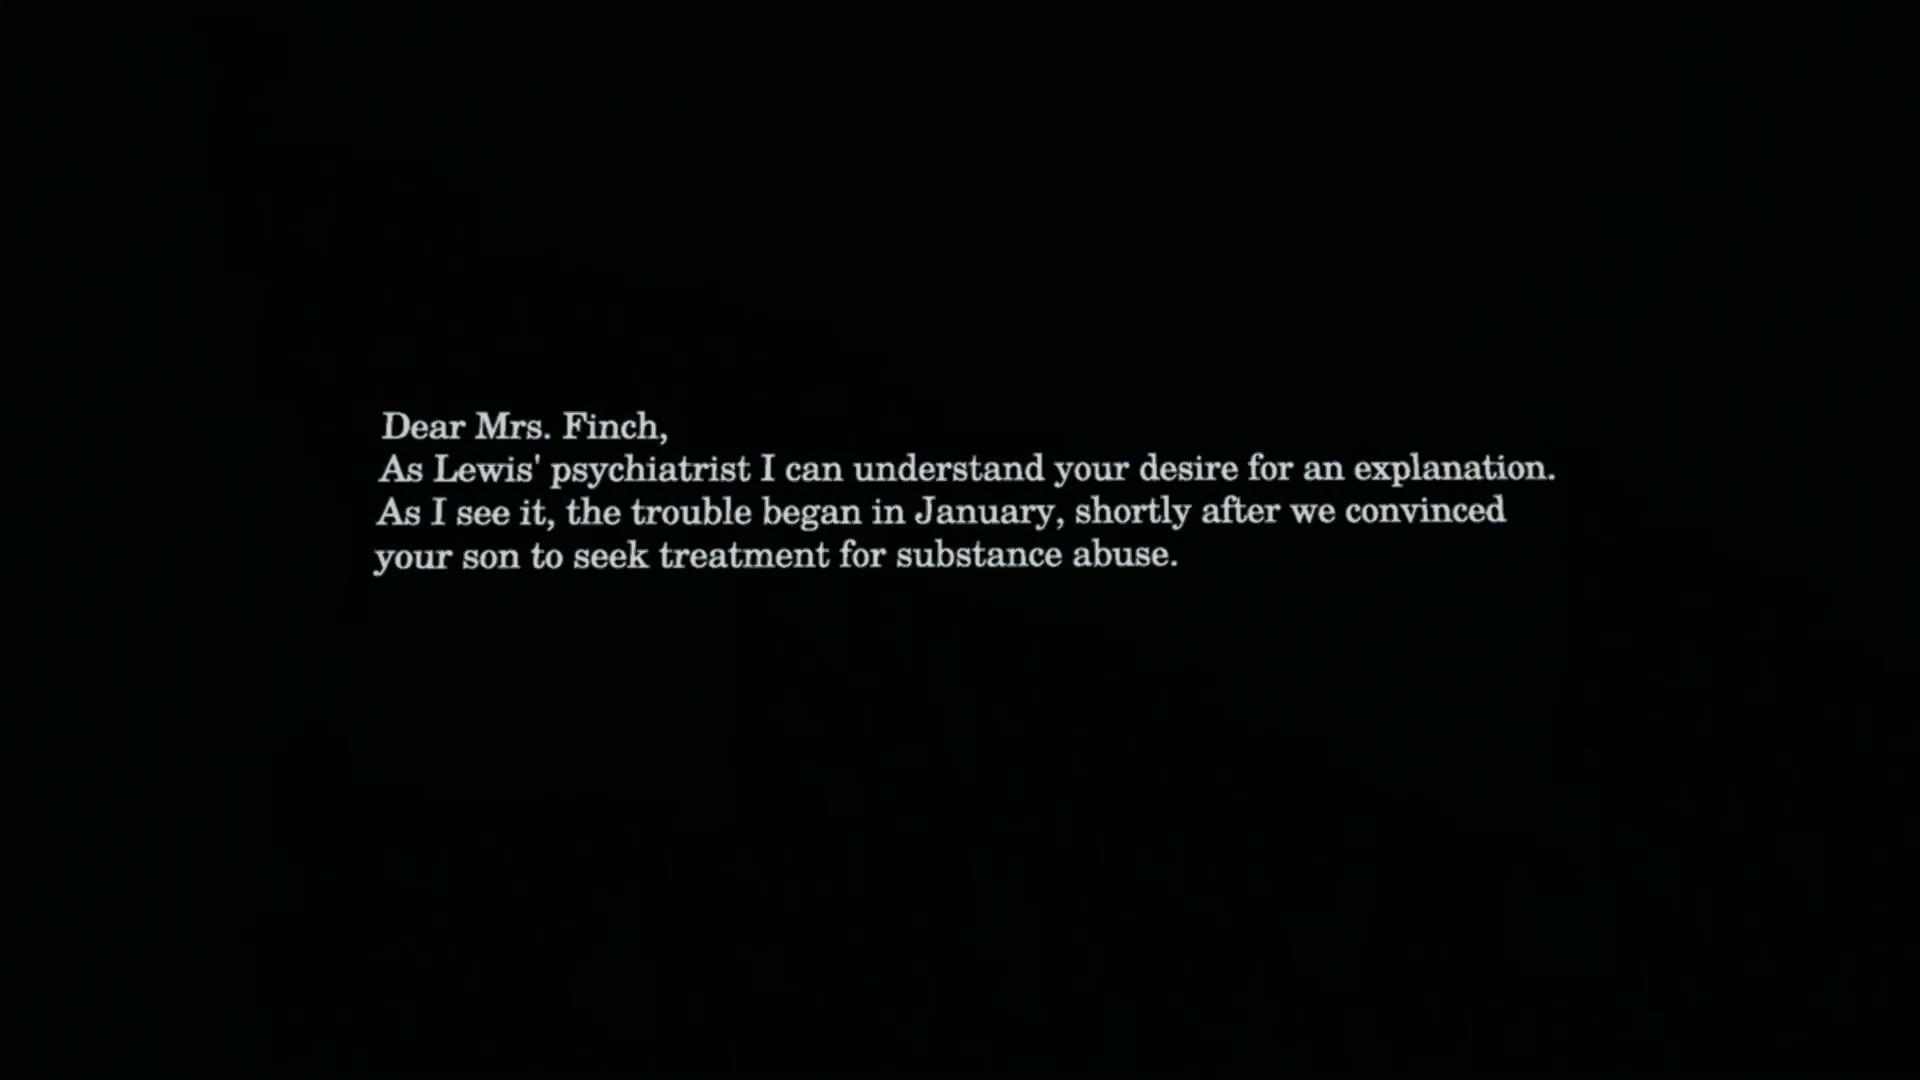 Dear Mrs. Finch,
As Lewis' psychiatrist I can understand your desire for an explanation.
As I see it, the trouble began in January, shortly after we convinced
your son to seek treatment for substance abuse.